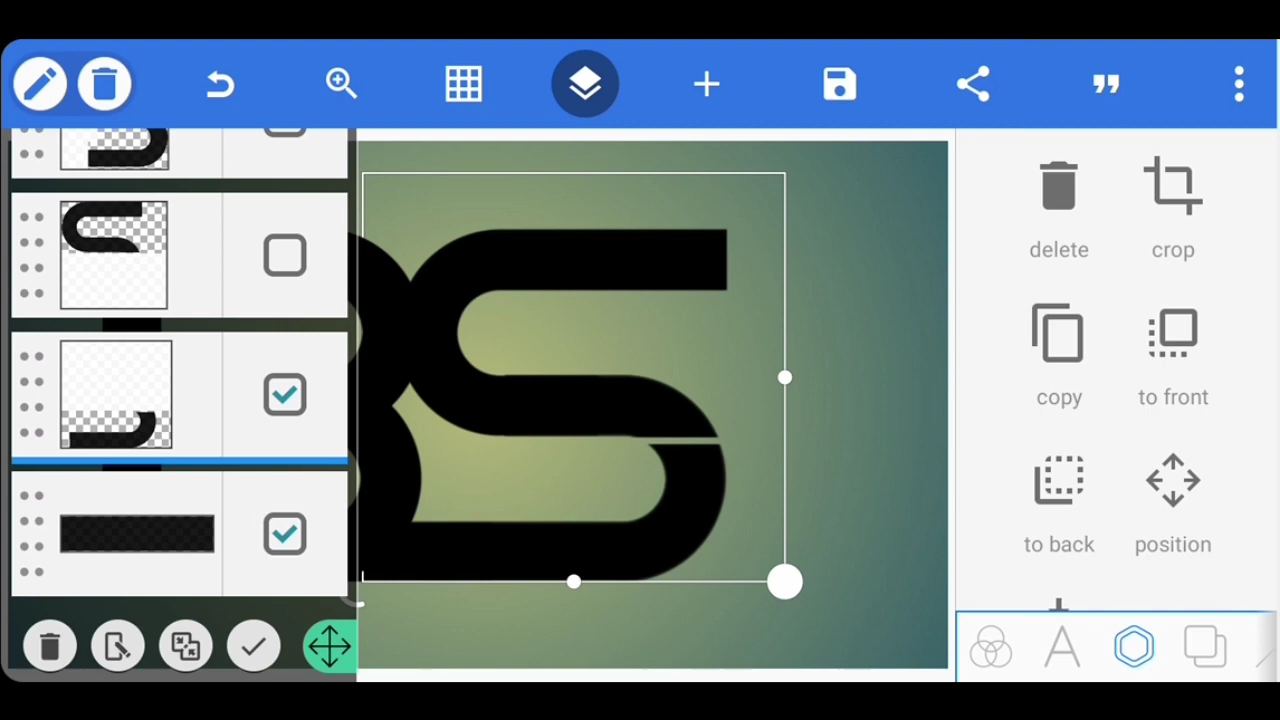 delete
crop
copy
to front
to back
position
S